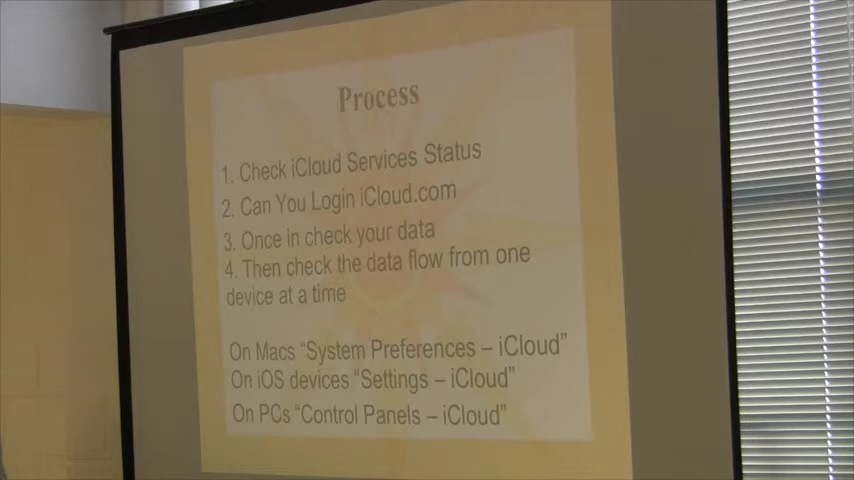 Process
1. Check iCloud Services Status
2. Can You Login iCloud.com
3. Once in check your data
4. Then check the data flow from one
device at a time
On Macs “System Preferences – iCloud”
On iOS devices “Settings – iCloud”
On PCs “Control Panels – iCloud”